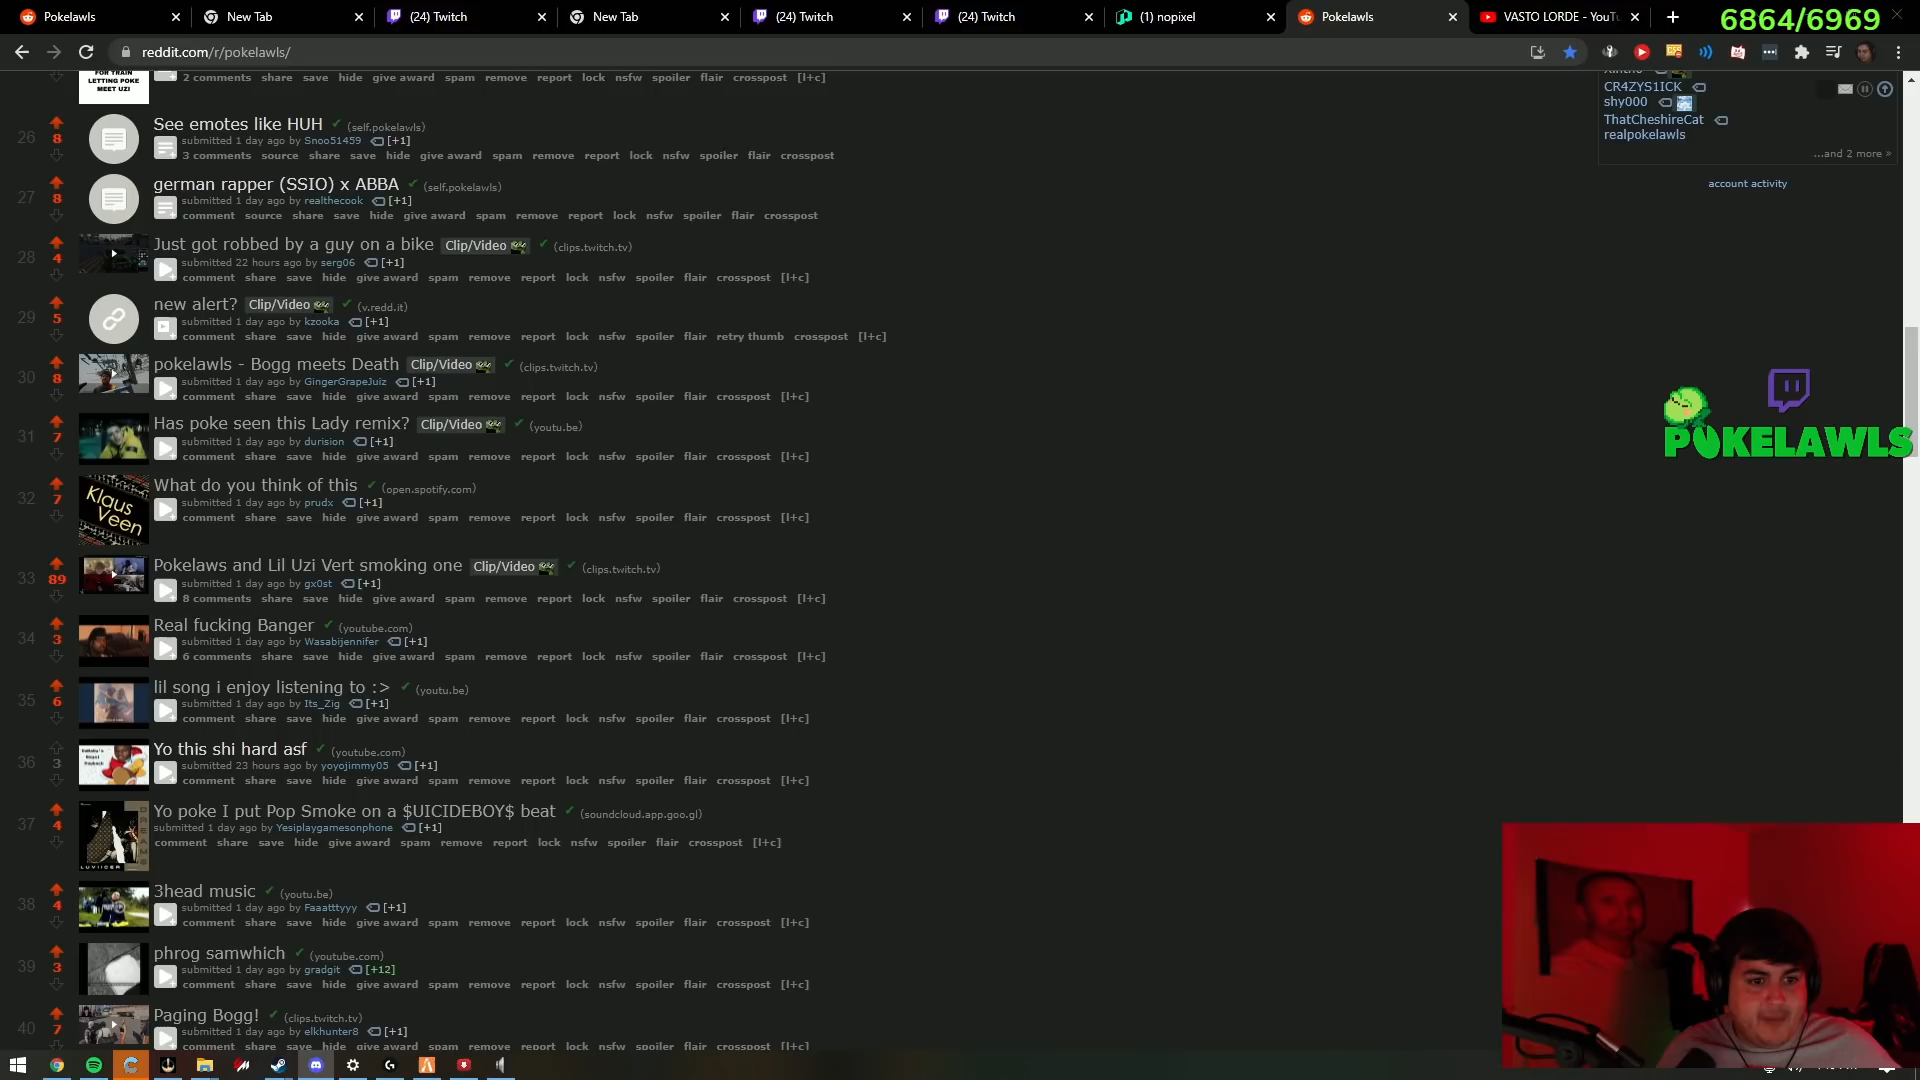 Pokelawls
New Tab
(24) Twitch
New Tab
(24) Twitch
(24) Twitch
(1) nopixel
Pokelawls
VASTO LORDE - YouTu
6864/6969
reddit.com/r/pokelawls/
FOR TRAIN
LETTING POKE
MEET UZI
2 comments share save hide give award spam remove report lock nsfw spoiler flair crosspost [l+c]
CR4ZYS1ICK
shy000
ThatCheshireCat
realpokelawls
...and 2 more »
account activity
26 8 See emotes like HUH (self.pokelawls)
submitted 1 day ago by Snoo51459 [+1]
3 comments source share save hide give award spam remove report lock nsfw spoiler flair crosspost
27 8 german rapper (SSIO) x ABBA (self.pokelawls)
submitted 1 day ago by realthecook [+1]
comment source share save hide give award spam remove report lock nsfw spoiler flair crosspost
28 4 Just got robbed by a guy on a bike Clip/Video (clips.twitch.tv)
submitted 22 hours ago by serg06 [+1]
comment share save hide give award spam remove report lock nsfw spoiler flair crosspost [l+c]
29 5 new alert? Clip/Video (v.redd.it)
submitted 1 day ago by kzooka [+1]
comment share save hide give award spam remove report lock nsfw spoiler flair retry thumb crosspost [l+c]
30 8 pokelawls - Bogg meets Death Clip/Video (clips.twitch.tv)
submitted 1 day ago by GingerGrapeJuiz [+1]
comment share save hide give award spam remove report lock nsfw spoiler flair crosspost [l+c]
31 7 Has poke seen this Lady remix? Clip/Video (youtu.be)
submitted 1 day ago by durision [+1]
comment share save hide give award spam remove report lock nsfw spoiler flair crosspost [l+c]
POKELAWLS
32 7 What do you think of this (open.spotify.com)
Klaus
Veen
submitted 1 day ago by prudx [+1]
comment share save hide give award spam remove report lock nsfw spoiler flair crosspost [l+c]
33 89 Pokelaws and Lil Uzi Vert smoking one Clip/Video (clips.twitch.tv)
submitted 1 day ago by gx0st [+1]
8 comments share save hide give award spam remove report lock nsfw spoiler flair crosspost [l+c]
34 3 Real fucking Banger (youtube.com)
submitted 1 day ago by Wasabijennifer [+1]
6 comments share save hide give award spam remove report lock nsfw spoiler flair crosspost [l+c]
35 6 lil song i enjoy listening to :> (youtu.be)
submitted 1 day ago by Its_Zig [+1]
comment share save hide give award spam remove report lock nsfw spoiler flair crosspost [l+c]
36 3 Yo this shi hard asf (youtube.com)
submitted 23 hours ago by yoyojimmy05 [+1]
comment share save hide give award spam remove report lock nsfw spoiler flair crosspost [l+c]
37 4 Yo poke I put Pop Smoke on a $UICIDEBOY$ beat (soundcloud.app.goo.gl)
submitted 1 day ago by Yesiplaygamesonphone [+1]
comment share save hide give award spam remove report lock nsfw spoiler flair crosspost [l+c]
DREAMS
LUVIICER
38 4 3head music (youtu.be)
submitted 1 day ago by Faaatttyyy [+1]
comment share save hide give award spam remove report lock nsfw spoiler flair crosspost [l+c]
39 3 phrog samwhich (youtube.com)
submitted 1 day ago by gradgit [+12]
comment share save hide give award spam remove report lock nsfw spoiler flair crosspost [l+c]
40 7 Paging Bogg! (clips.twitch.tv)
submitted 1 day ago by elkhunter8 [+1]
comment share save hide give award spam remove report lock nsfw spoiler flair crosspost [l+c]